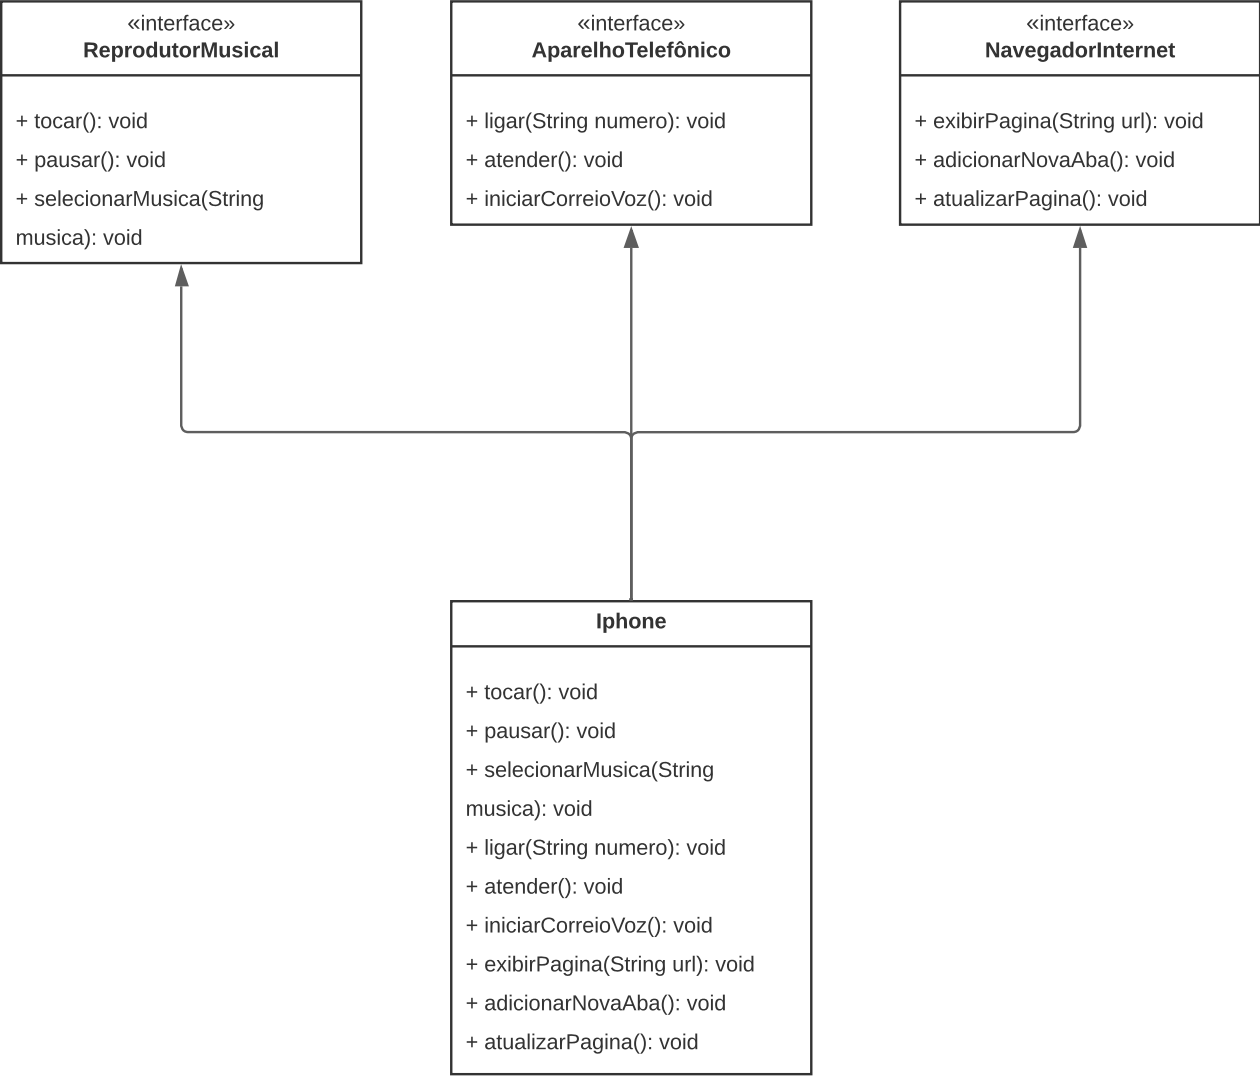 «interface»
ReprodutorMusical
+ tocar(): void
+ pausar(): void
+ selecionarMusica(String
musica): void
«interface»
AparelhoTelefônico
+ ligar(String numero): void
+ atender(): void
+ iniciarCorreioVoz(): void
«interface»
NavegadorInternet
+ exibirPagina(String url): void
+ adicionarNovaAba(): void
+ atualizarPagina(): void
Iphone
+ tocar(): void
+ pausar(): void
+ selecionarMusica(String
musica): void
+ ligar(String numero): void
+ atender(): void
+ iniciarCorreioVoz(): void
+ exibirPagina(String url): void
+ adicionarNovaAba(): void
+ atualizarPagina(): void